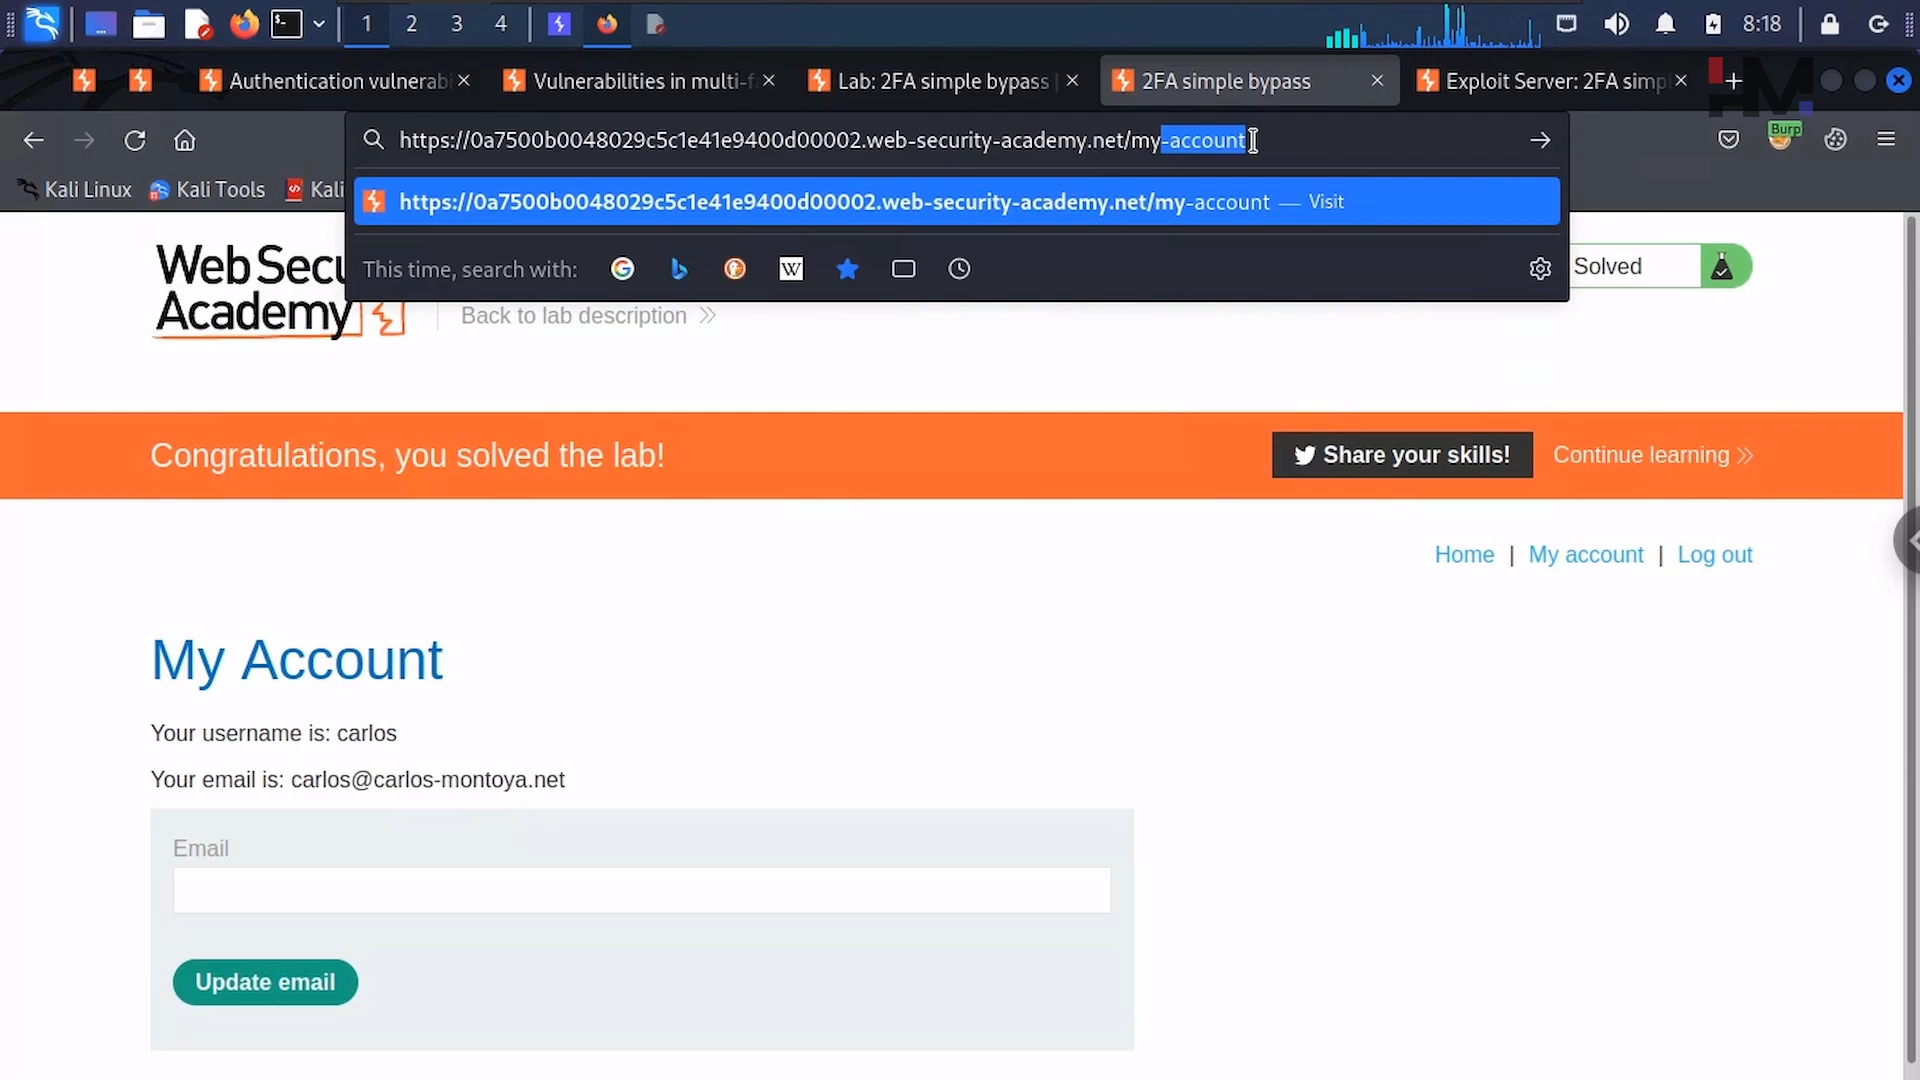 1 2 3 4 8:18
Authentication vulnerabi Vulnerabilities in multi-f Lab: 2FA simple bypass | 2FA simple bypass Exploit Server: 2FA simp
HM
https://0a7500b0048029c5c1e41e9400d00002.web-security-academy.net/my-account
Burp
Kali Linux Kali Tools Kali
https://0a7500b0048029c5c1e41e9400d00002.web-security-academy.net/my-account — Visit
This time, search with:
G b W
Web Secu
Academy
Solved
Back to lab description
Congratulations, you solved the lab!
Share your skills!
Continue learning
Home | My account | Log out
My Account
Your username is: carlos
Your email is: carlos@carlos-montoya.net
Email
Update email